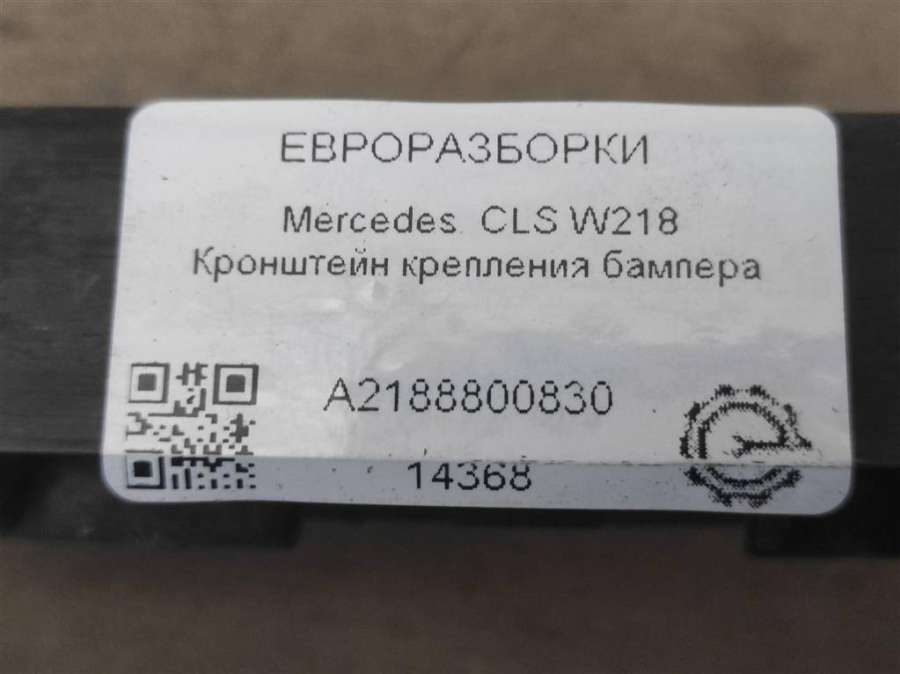 ЕВРОРАЗБОРКИ
Mercedes CLS W218
Кронштейн крепления бампера
A2188800830
14368